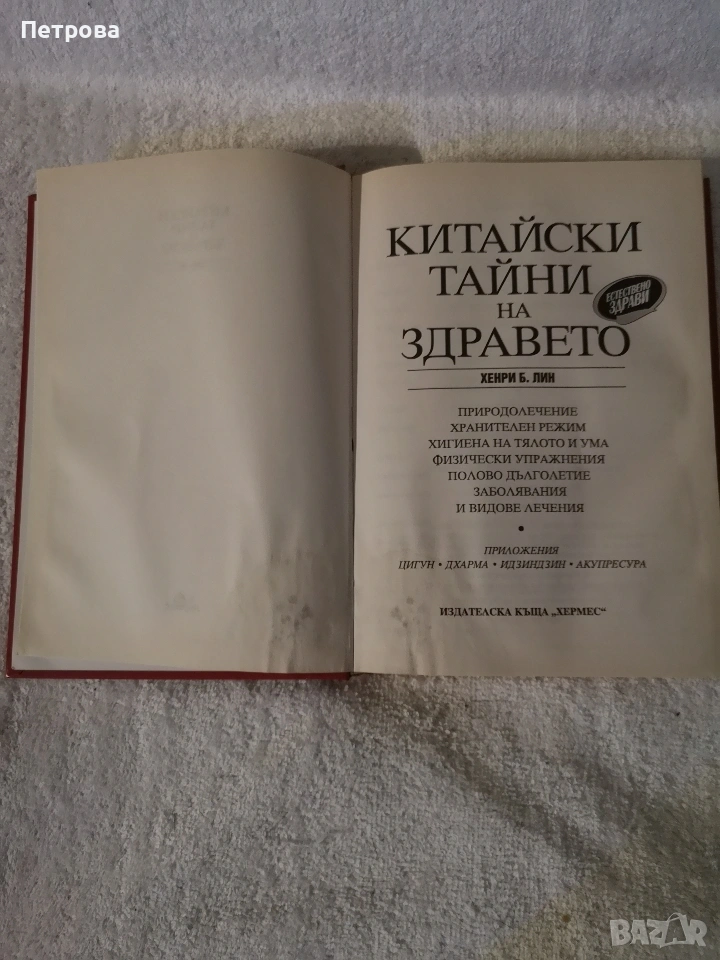 Петрова
КИТАЙСКИ
ТАЙНИ
НА
ЗДРАВЕТО
ЕСТЕСТВЕНО
ЗДРАВИ
ХЕНРИ Б. ЛИН
ПРИРОДОЛЕЧЕНИЕ
ХРАНИТЕЛЕН РЕЖИМ
ХИГИЕНА НА ТЯЛОТО И УМА
ФИЗИЧЕСКИ УПРАЖНЕНИЯ
ПОЛОВО ДЪЛГОЛЕТИЕ
ЗАБОЛЯВАНИЯ
И ВИДОВЕ ЛЕЧЕНИЯ
•
ПРИЛОЖЕНИЯ
ЦИГУН • ДХАРМА • ИДЗИНДЗИН • АКУПРЕСУРА
ИЗДАТЕЛСКА КЪЩА „ХЕРМЕС“
BAZAR